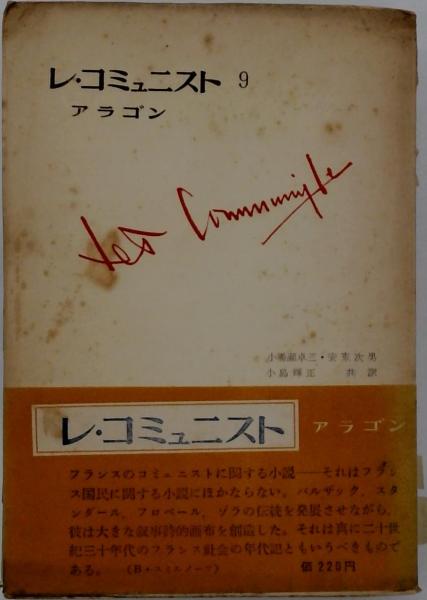 レ・コミュニスト 9
アラゴン
Les Communistes
小場瀬卓三・安東次男
小島輝正 共訳
レ・コミュニスト アラゴン
フランスのコミュニストに関する小説――それはフラン
ス国民に関する小説にほかならない。バルザック，スタ
ンダール，フロベール，ゾラの伝統を発展させながら，
彼は大きな叙事詩的画布を創造した。それは真に二十世
紀三十年代のフランス社会の年代記ともいうべきもので
ある。 （B・スミルノーフ） 価220円